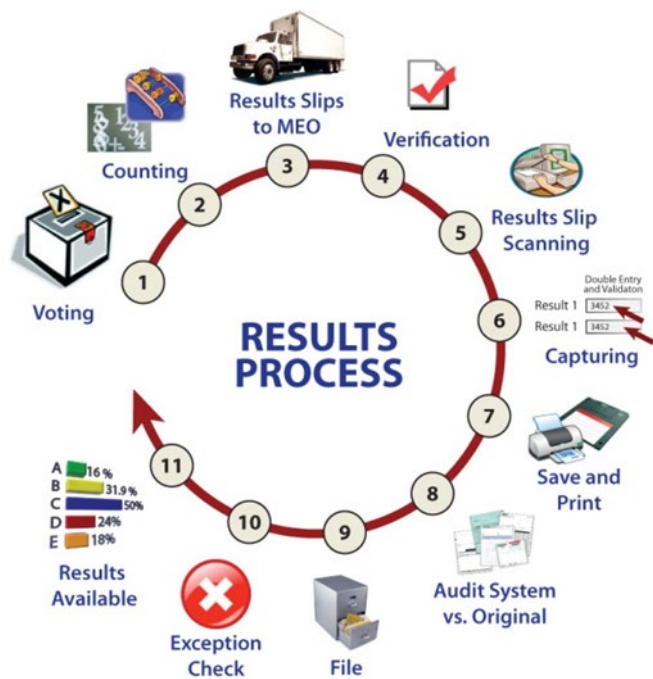 Results Slips
to MEO
3
Verification
4
Counting
2
Results Slip
Scanning
5
Voting
1
Double Entry
and Validaton
Result 1 3452
Result 1 3452
Capturing
6
RESULTS
PROCESS
Save and
Print
7
Audit System
vs. Original
8
File
9
Exception
Check
10
A 16 %
B 31.9 %
C 50%
D 24%
E 18%
Results
Available
11